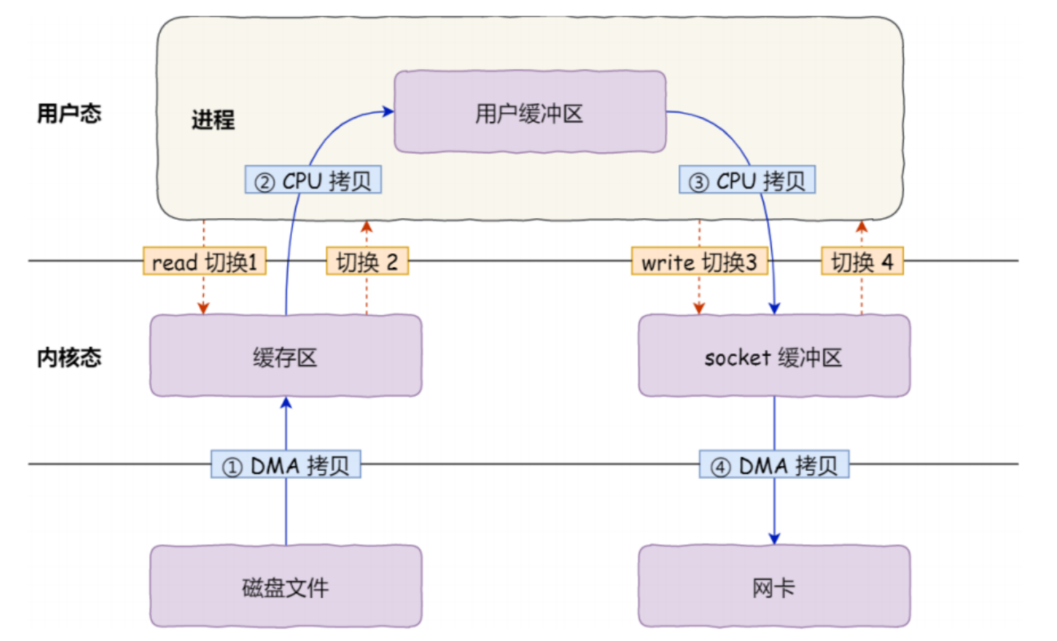 用户态
进程
用户缓冲区
② CPU 拷贝
③ CPU 拷贝
read 切换1
切换 2
write 切换3
切换 4
内核态
缓存区
socket 缓冲区
① DMA 拷贝
④ DMA 拷贝
磁盘文件
网卡